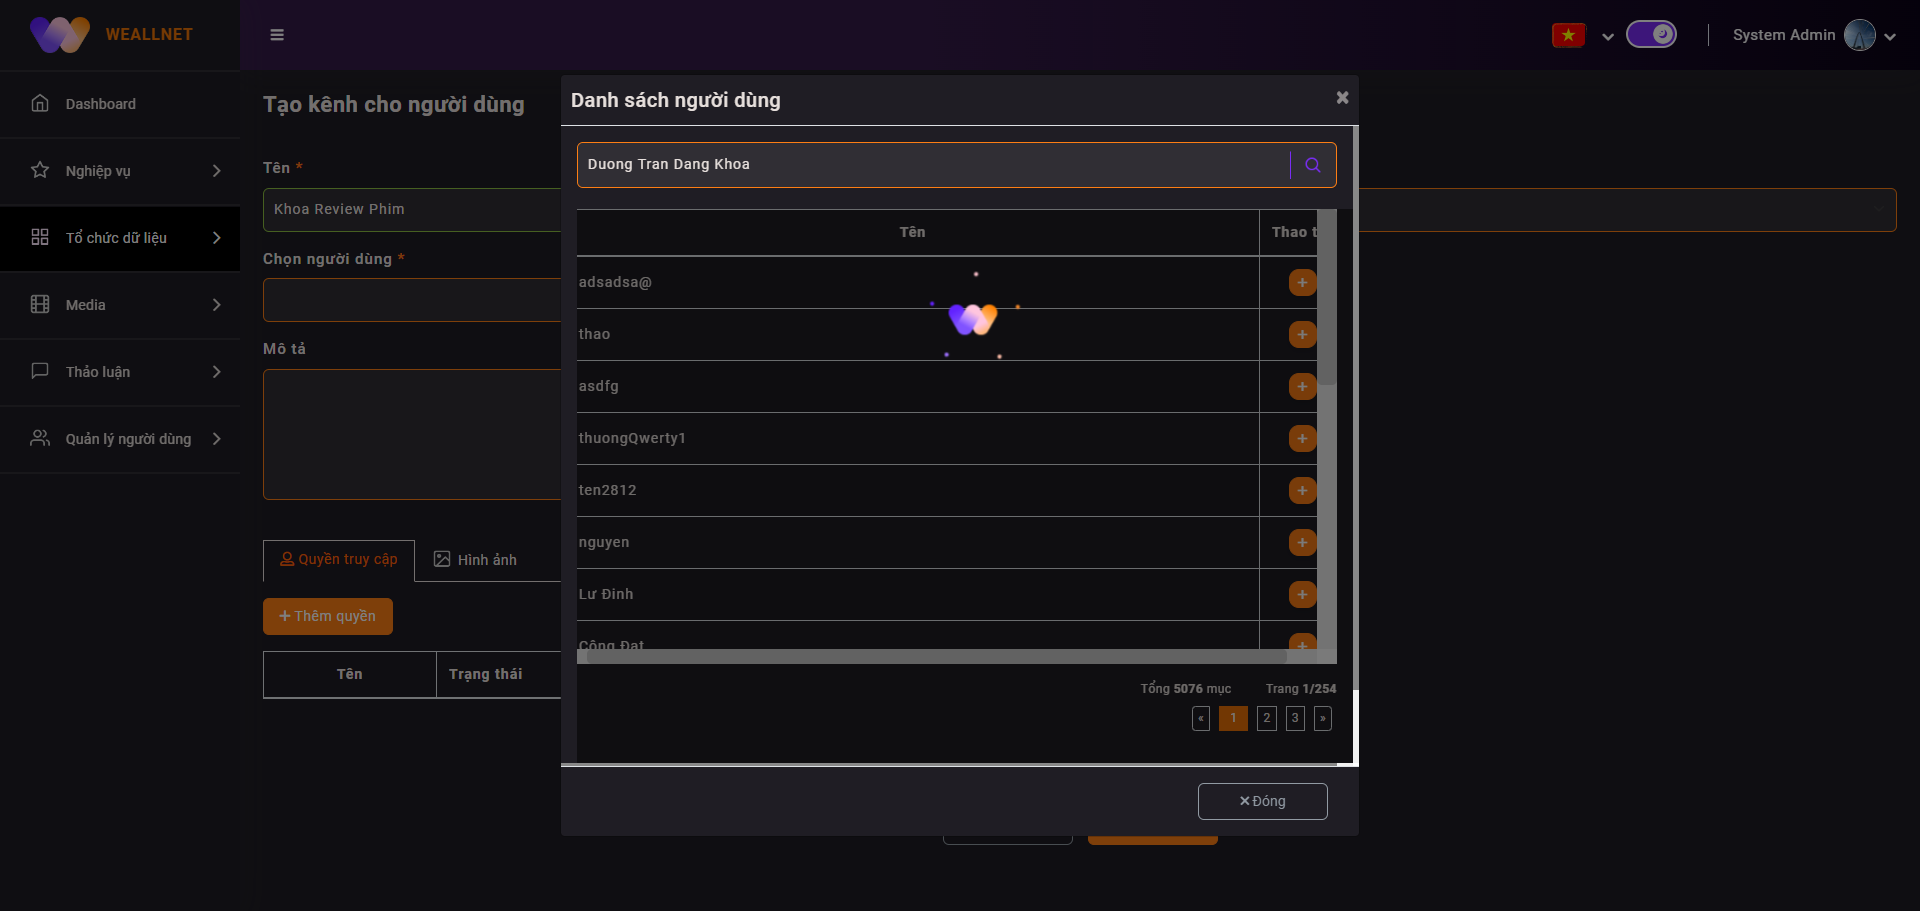 WEALLNET
System Admin
Dashboard
Nghiệp vụ
Tổ chức dữ liệu
Media
Thảo luận
Quản lý người dùng
Tạo kênh cho người dùng
Tên *
Khoa Review Phim
Chọn người dùng *
Mô tả
Quyền truy cập
Hình ảnh
+ Thêm quyền
Tên Trạng thái
Danh sách người dùng ×
Duong Tran Dang Khoa
Tên Thao t
adsadsa@ +
thao +
asdfg +
thuongQwerty1 +
ten2812 +
nguyen +
Lư Đinh +
Công Đạt +
Tổng 5076 mục Trang 1/254
« 1 2 3 »
× Đóng